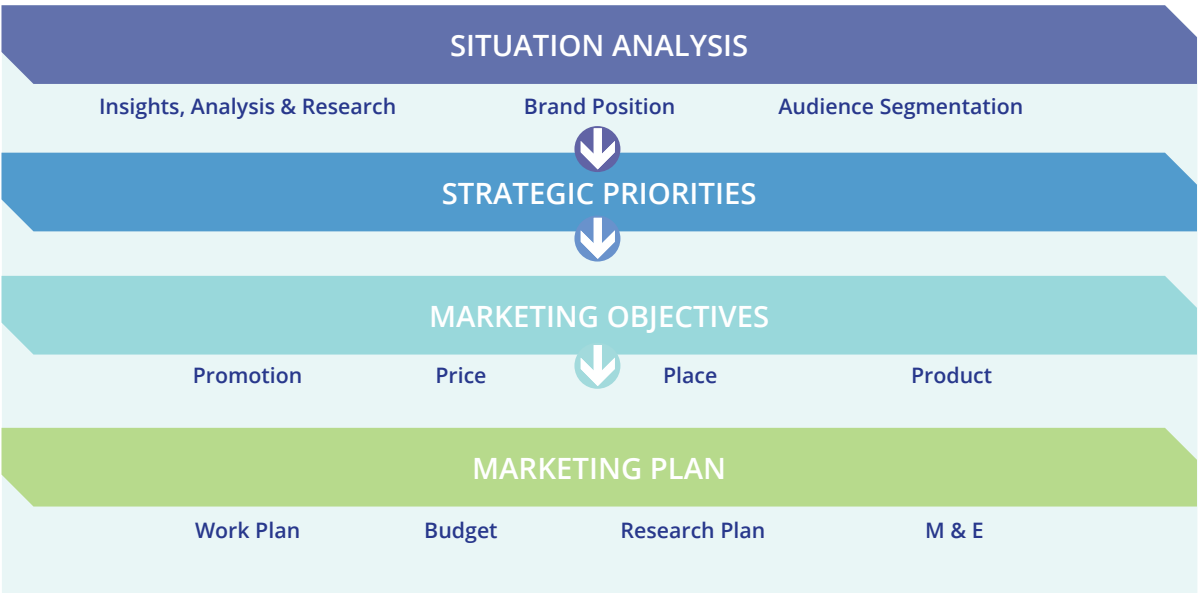 SITUATION ANALYSIS
Insights, Analysis & Research Brand Position Audience Segmentation
STRATEGIC PRIORITIES
MARKETING OBJECTIVES
Promotion Price Place Product
MARKETING PLAN
Work Plan Budget Research Plan M & E